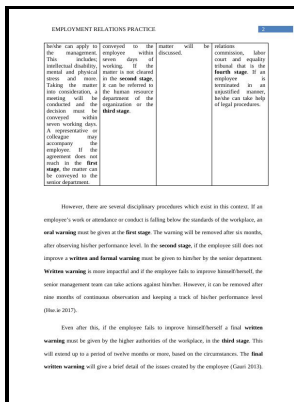 EMPLOYMENT RELATIONS PRACTICE 2
he/she can apply to
the management.
This includes;
intellectual disability,
mental and physical
stress and more.
Taking the matter
into consideration, a
meeting will be
conducted and the
decision must be
conveyed within
seven working days.
A representative or
colleague may
accompany the
employee. If the
agreement does not
reach in the first
stage, the matter can
be conveyed to the
senior department.
conveyed to the
employee within
seven days of
working. If the
matter is not cleared
in the second stage,
it can be referred to
the human resource
department of the
organization or the
third stage.
matter will be
discussed.
relations
commission, labor
court and equality
tribunal that is the
fourth stage. If an
employee is
terminated in an
unjustified manner,
he/she can take help
of legal procedures.
However, there are several disciplinary procedures which exist in this context. If an
employee's work or attendance or conduct is falling below the standards of the workplace, an
oral warning must be given at the first stage. The warning will be removed after six months,
after observing his/her performance level. In the second stage, if the employee still does not
improve a written and formal warning must be given to him/her by the senior department.
Written warning is more impactful and if the employee fails to improve himself/herself, the
senior management team can take actions against him/her. However, it can be removed after
nine months of continuous observation and keeping a track of his/her performance level
(Hse.ie 2017).
Even after this, if the employee fails to improve himself/herself a final written
warning must be given by the higher authorities of the workplace, in the third stage. This
will extend up to a period of twelve months or more, based on the circumstances. The final
written warning will give a brief detail of the issues created by the employee (Gauri 2013).